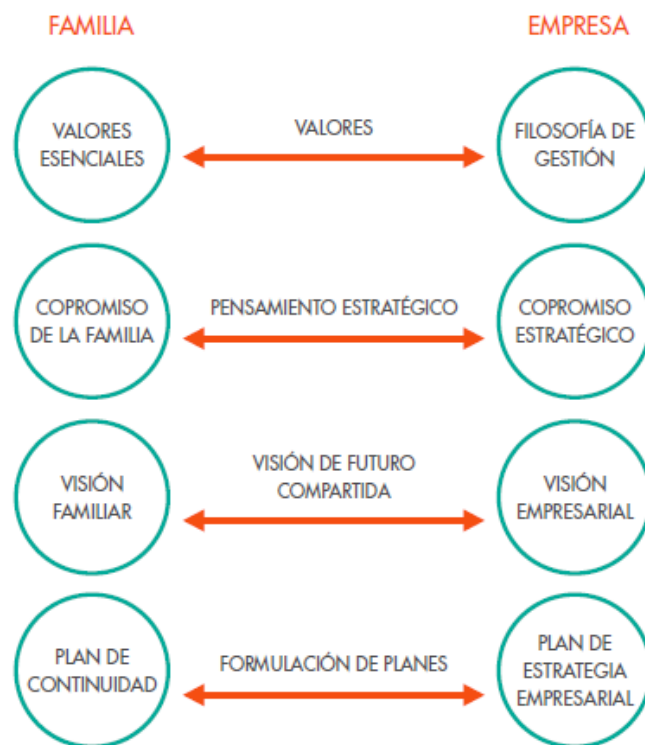 FAMILIA
EMPRESA
VALORES
ESENCIALES
VALORES
FILOSOFÍA DE
GESTIÓN
COPROMISO
DE LA FAMILIA
PENSAMIENTO ESTRATÉGICO
COPROMISO
ESTRATÉGICO
VISIÓN
FAMILIAR
VISIÓN DE FUTURO
COMPARTIDA
VISIÓN
EMPRESARIAL
PLAN DE
CONTINUIDAD
FORMULACIÓN DE PLANES
PLAN DE
ESTRATEGIA
EMPRESARIAL